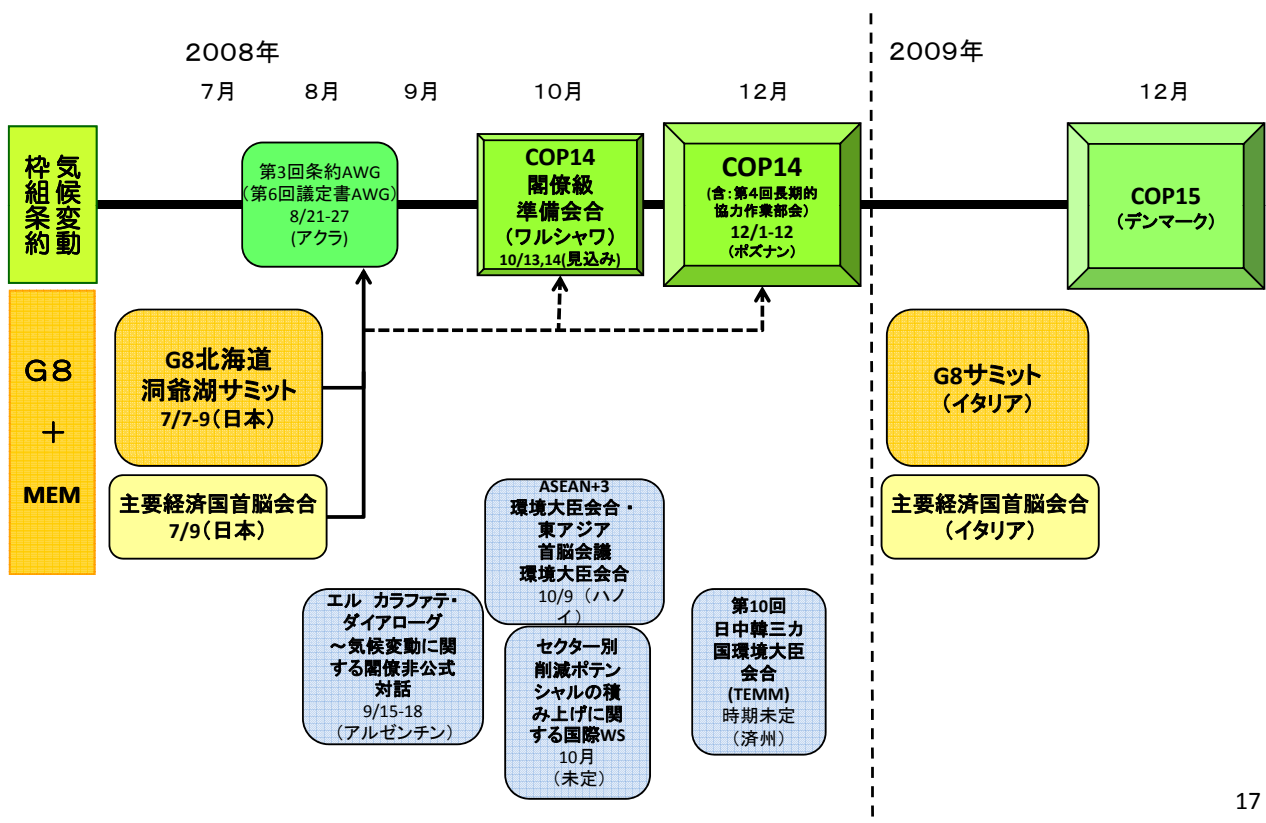 2008年
2009年
7月
8月
9月
10月
12月
12月
気候変動
枠組条約
第3回条約AWG
(第6回議定書AWG)
8/21-27
(アクラ)
COP14
閣僚級
準備会合
(ワルシャワ)
10/13,14(見込み)
COP14
(含:第4回長期的
協力作業部会)
12/1-12
(ポズナン)
COP15
(デンマーク)
G8
+
MEM
G8北海道
洞爺湖サミット
7/7-9(日本)
主要経済国首脳会合
7/9(日本)
G8サミット
(イタリア)
主要経済国首脳会合
(イタリア)
エル カラファテ・
ダイアローグ
~気候変動に関
する閣僚非公式
対話
9/15-18
(アルゼンチン)
ASEAN+3
環境大臣会合・
東アジア
首脳会議
環境大臣会合
10/9 (ハノ
イ)
セクター別
削減ポテン
シャルの積
み上げに関
する国際WS
10月
(未定)
第10回
日中韓三カ
国環境大臣
会合
(TEMM)
時期未定
(済州)
17